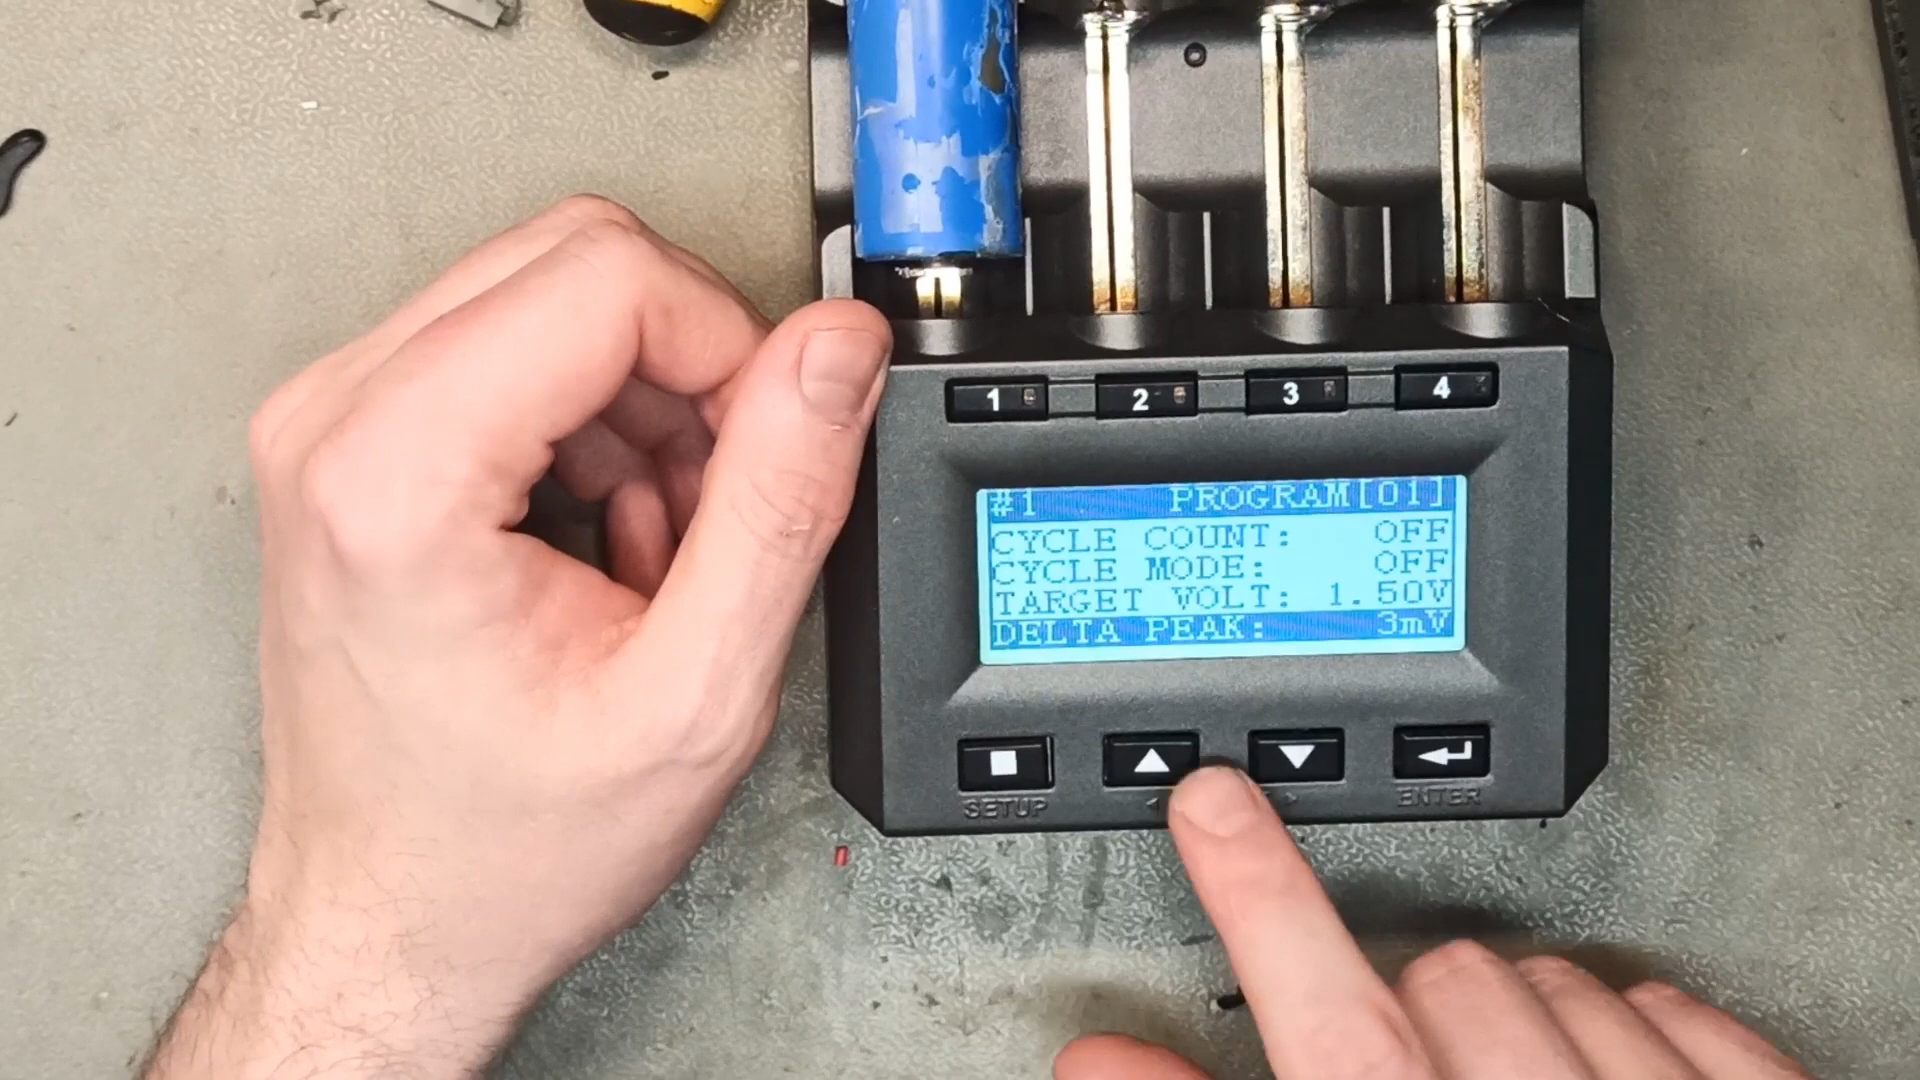 1 2 3 4
#1 PROGRAM[01]
CYCLE COUNT: OFF
CYCLE MODE: OFF
TARGET VOLT: 1.50V
DELTA PEAK: 3mV
SETUP ENTER